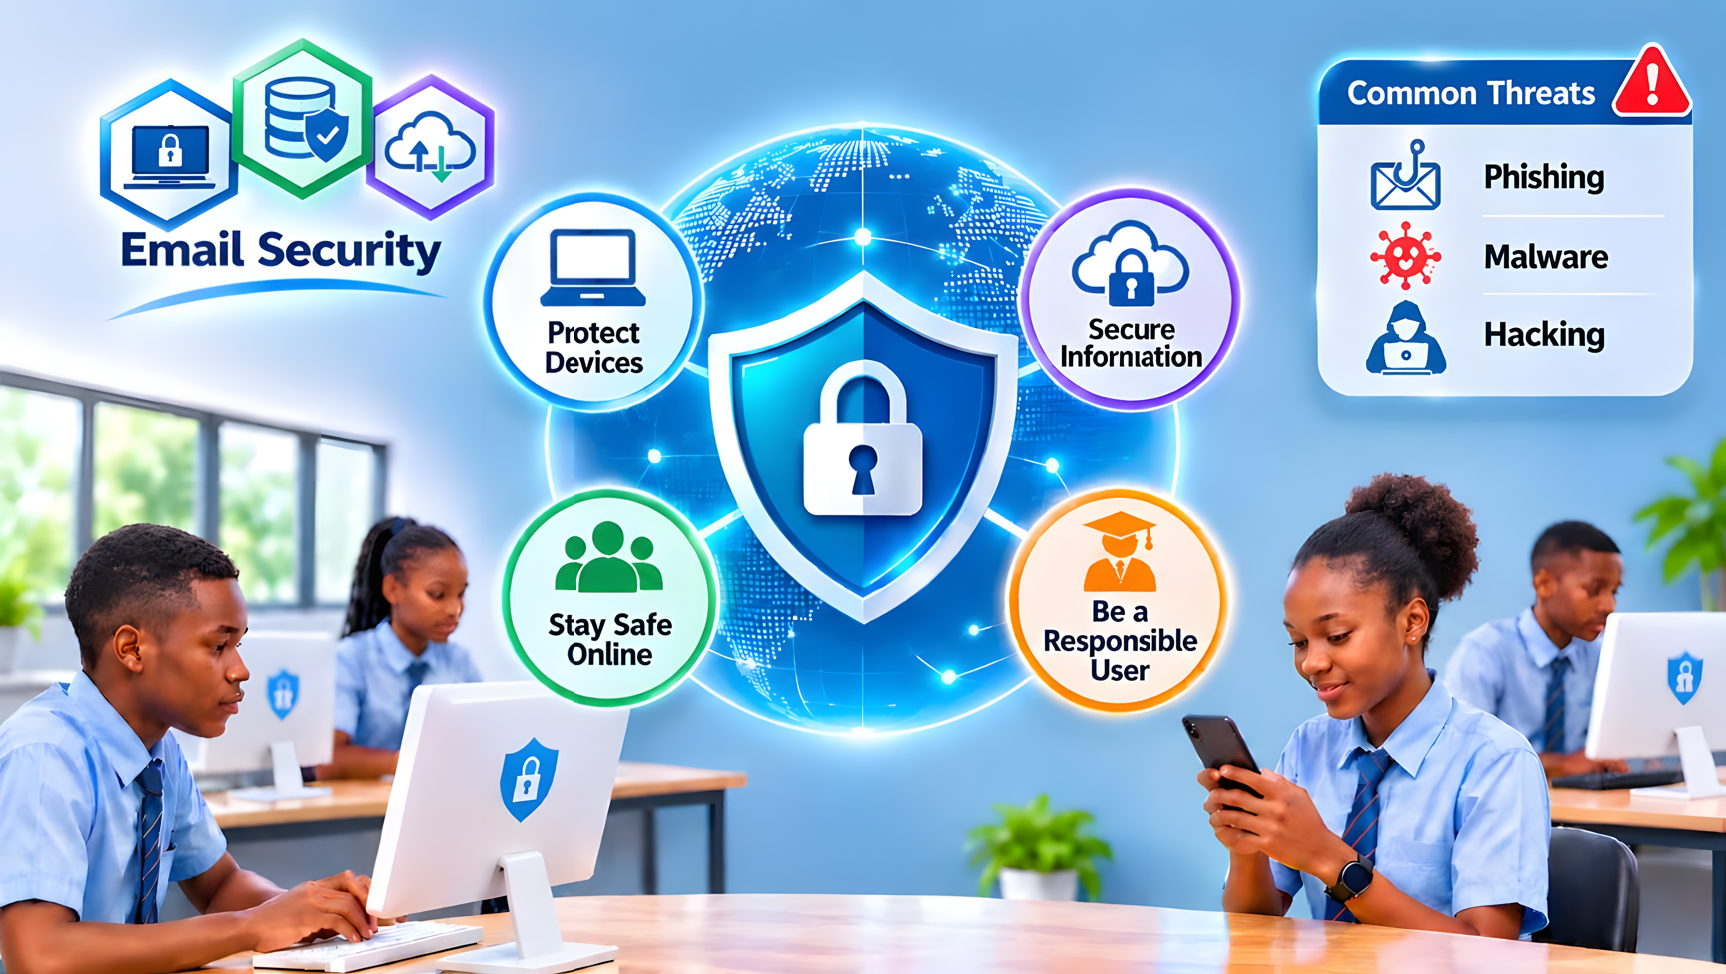 Email Security
Common Threats
Phishing
Malware
Hacking
Protect
Devices
Secure
Information
Stay Safe
Online
Be a
Responsible
User